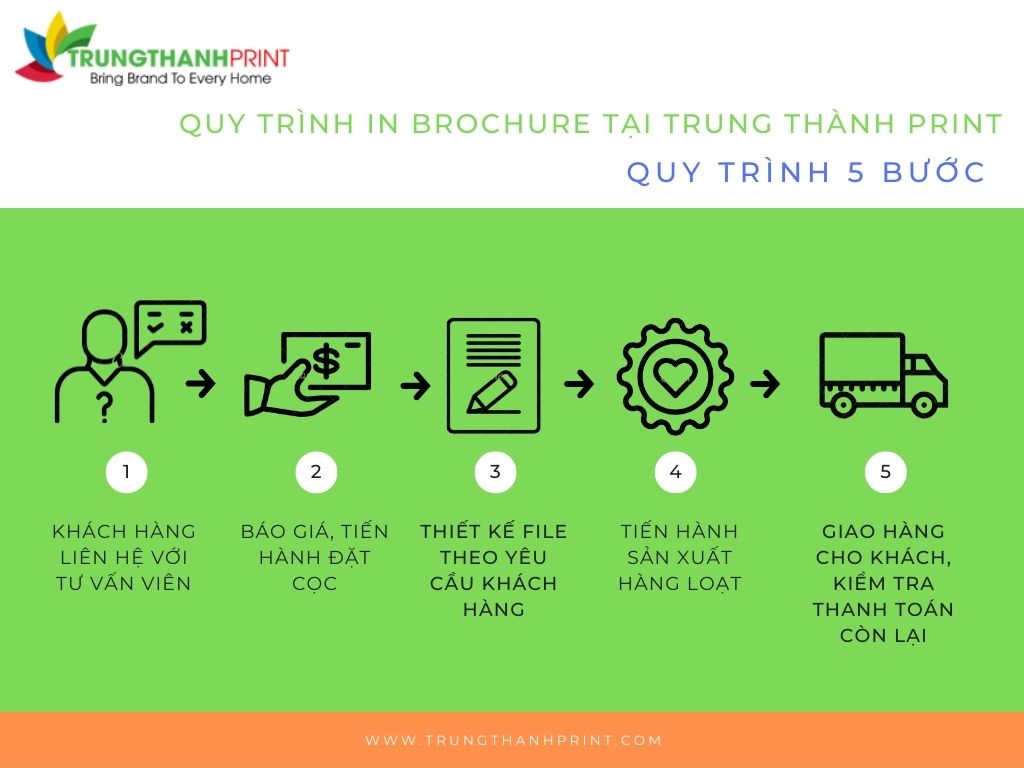 TRUNGTHANHPRINT
Bring Brand To Every Home
QUY TRÌNH IN BROCHURE TẠI TRUNG THÀNH PRINT
QUY TRÌNH 5 BƯỚC
?
$
1
KHÁCH HÀNG
LIÊN HỆ VỚI
TƯ VẤN VIÊN
2
BÁO GIÁ, TIẾN
HÀNH ĐẶT
CỌC
3
THIẾT KẾ FILE
THEO YÊU
CẦU KHÁCH
HÀNG
4
TIẾN HÀNH
SẢN XUẤT
HÀNG LOẠT
5
GIAO HÀNG
CHO KHÁCH,
KIỂM TRA
THANH TOÁN
CÒN LẠI
WWW.TRUNGTHANHPRINT.COM